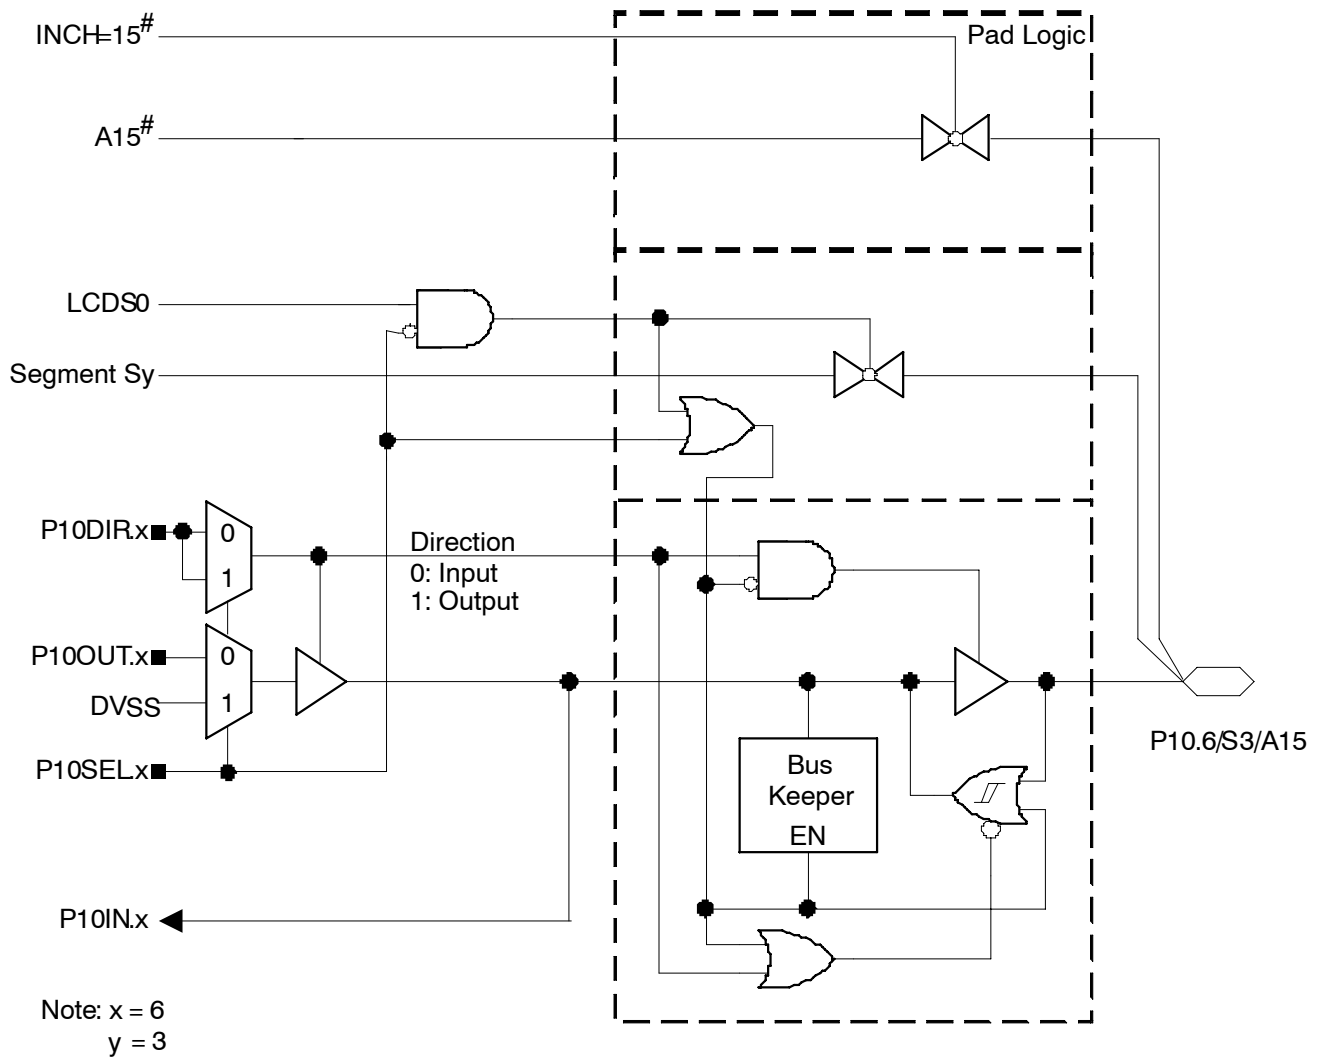 INCH=15#
Pad Logic
A15#
LCDS0
Segment Sy
P10DIR.x
0
1
Direction
0: Input
1: Output
P10OUT.x
0
DVSS
1
P10SEL.x
P10.6/S3/A15
Bus
Keeper
EN
P10IN.x
Note: x = 6
y = 3